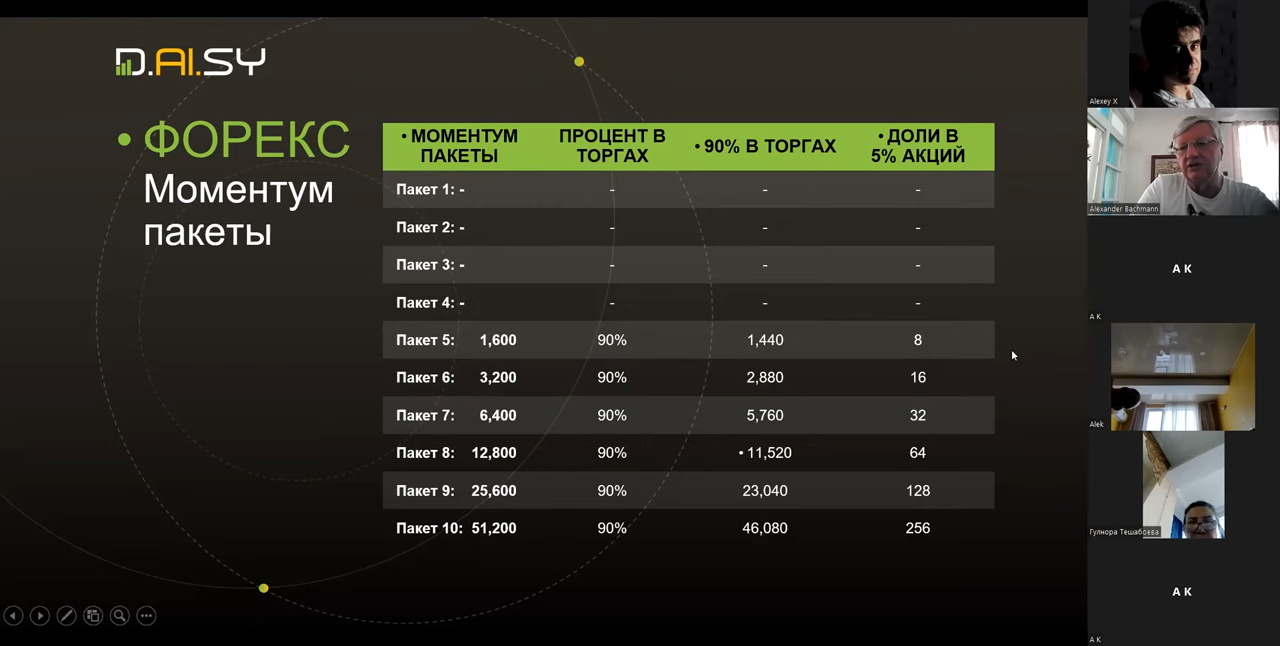 D.AI.SY
• ФОРЕКС
Моментум
пакеты
• МОМЕНТУМ ПАКЕТЫ ПРОЦЕНТ В ТОРГАХ • 90% В ТОРГАХ • ДОЛИ В 5% АКЦИЙ
Пакет 1: - - - -
Пакет 2: - - - -
Пакет 3: - - - -
Пакет 4: - - - -
Пакет 5: 1,600 90% 1,440 8
Пакет 6: 3,200 90% 2,880 16
Пакет 7: 6,400 90% 5,760 32
Пакет 8: 12,800 90% • 11,520 64
Пакет 9: 25,600 90% 23,040 128
Пакет 10: 51,200 90% 46,080 256
Alexey X
Alexander Bachmann
A K
A K
Alek
Гулнора Тешабоева
A K
A K